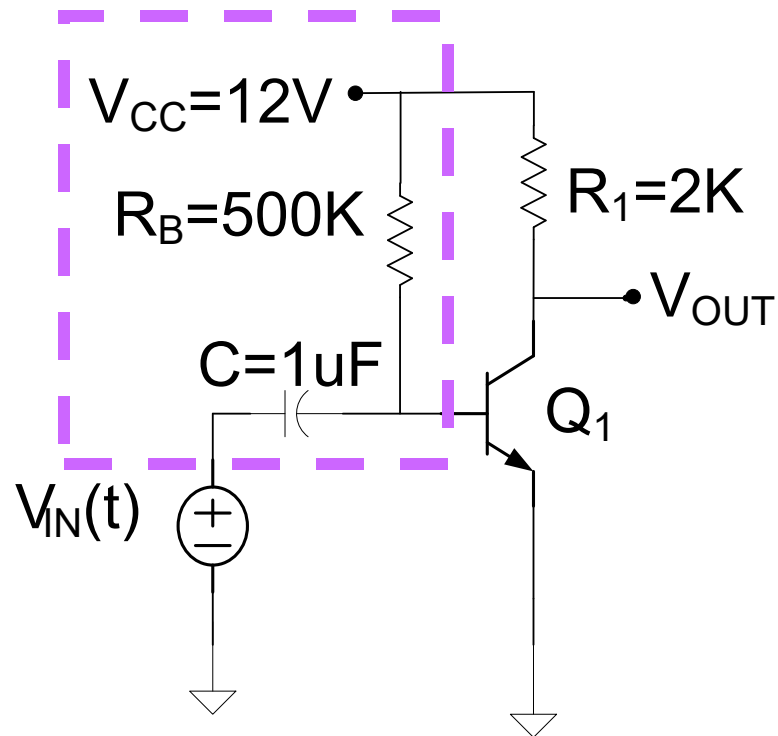 V_CC=12V
R_B=500K
R_1=2K
V_OUT
C=1uF
Q_1
V_IN(t)